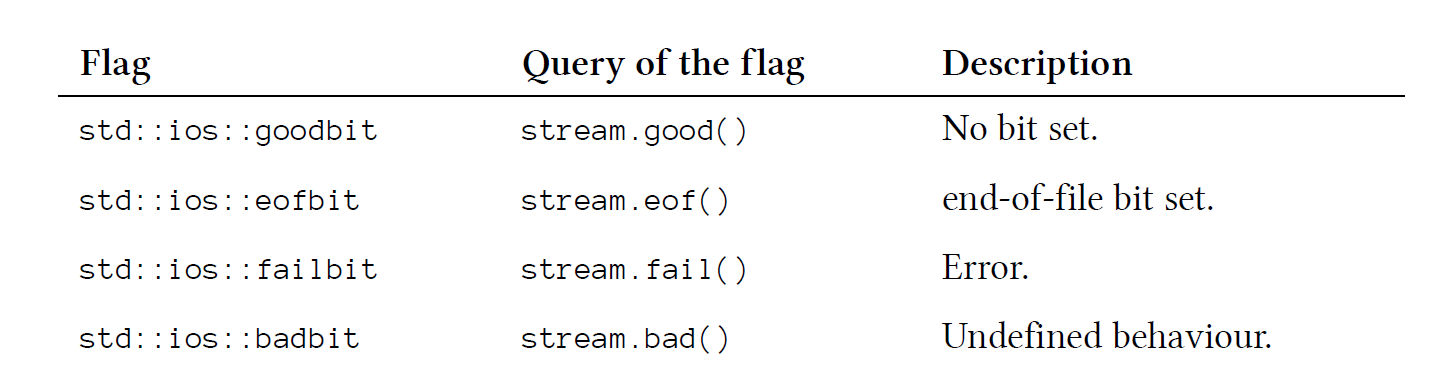 Flag Query of the flag Description
std::ios::goodbit stream.good() No bit set.
std::ios::eofbit stream.eof() end-of-file bit set.
std::ios::failbit stream.fail() Error.
std::ios::badbit stream.bad() Undefined behaviour.